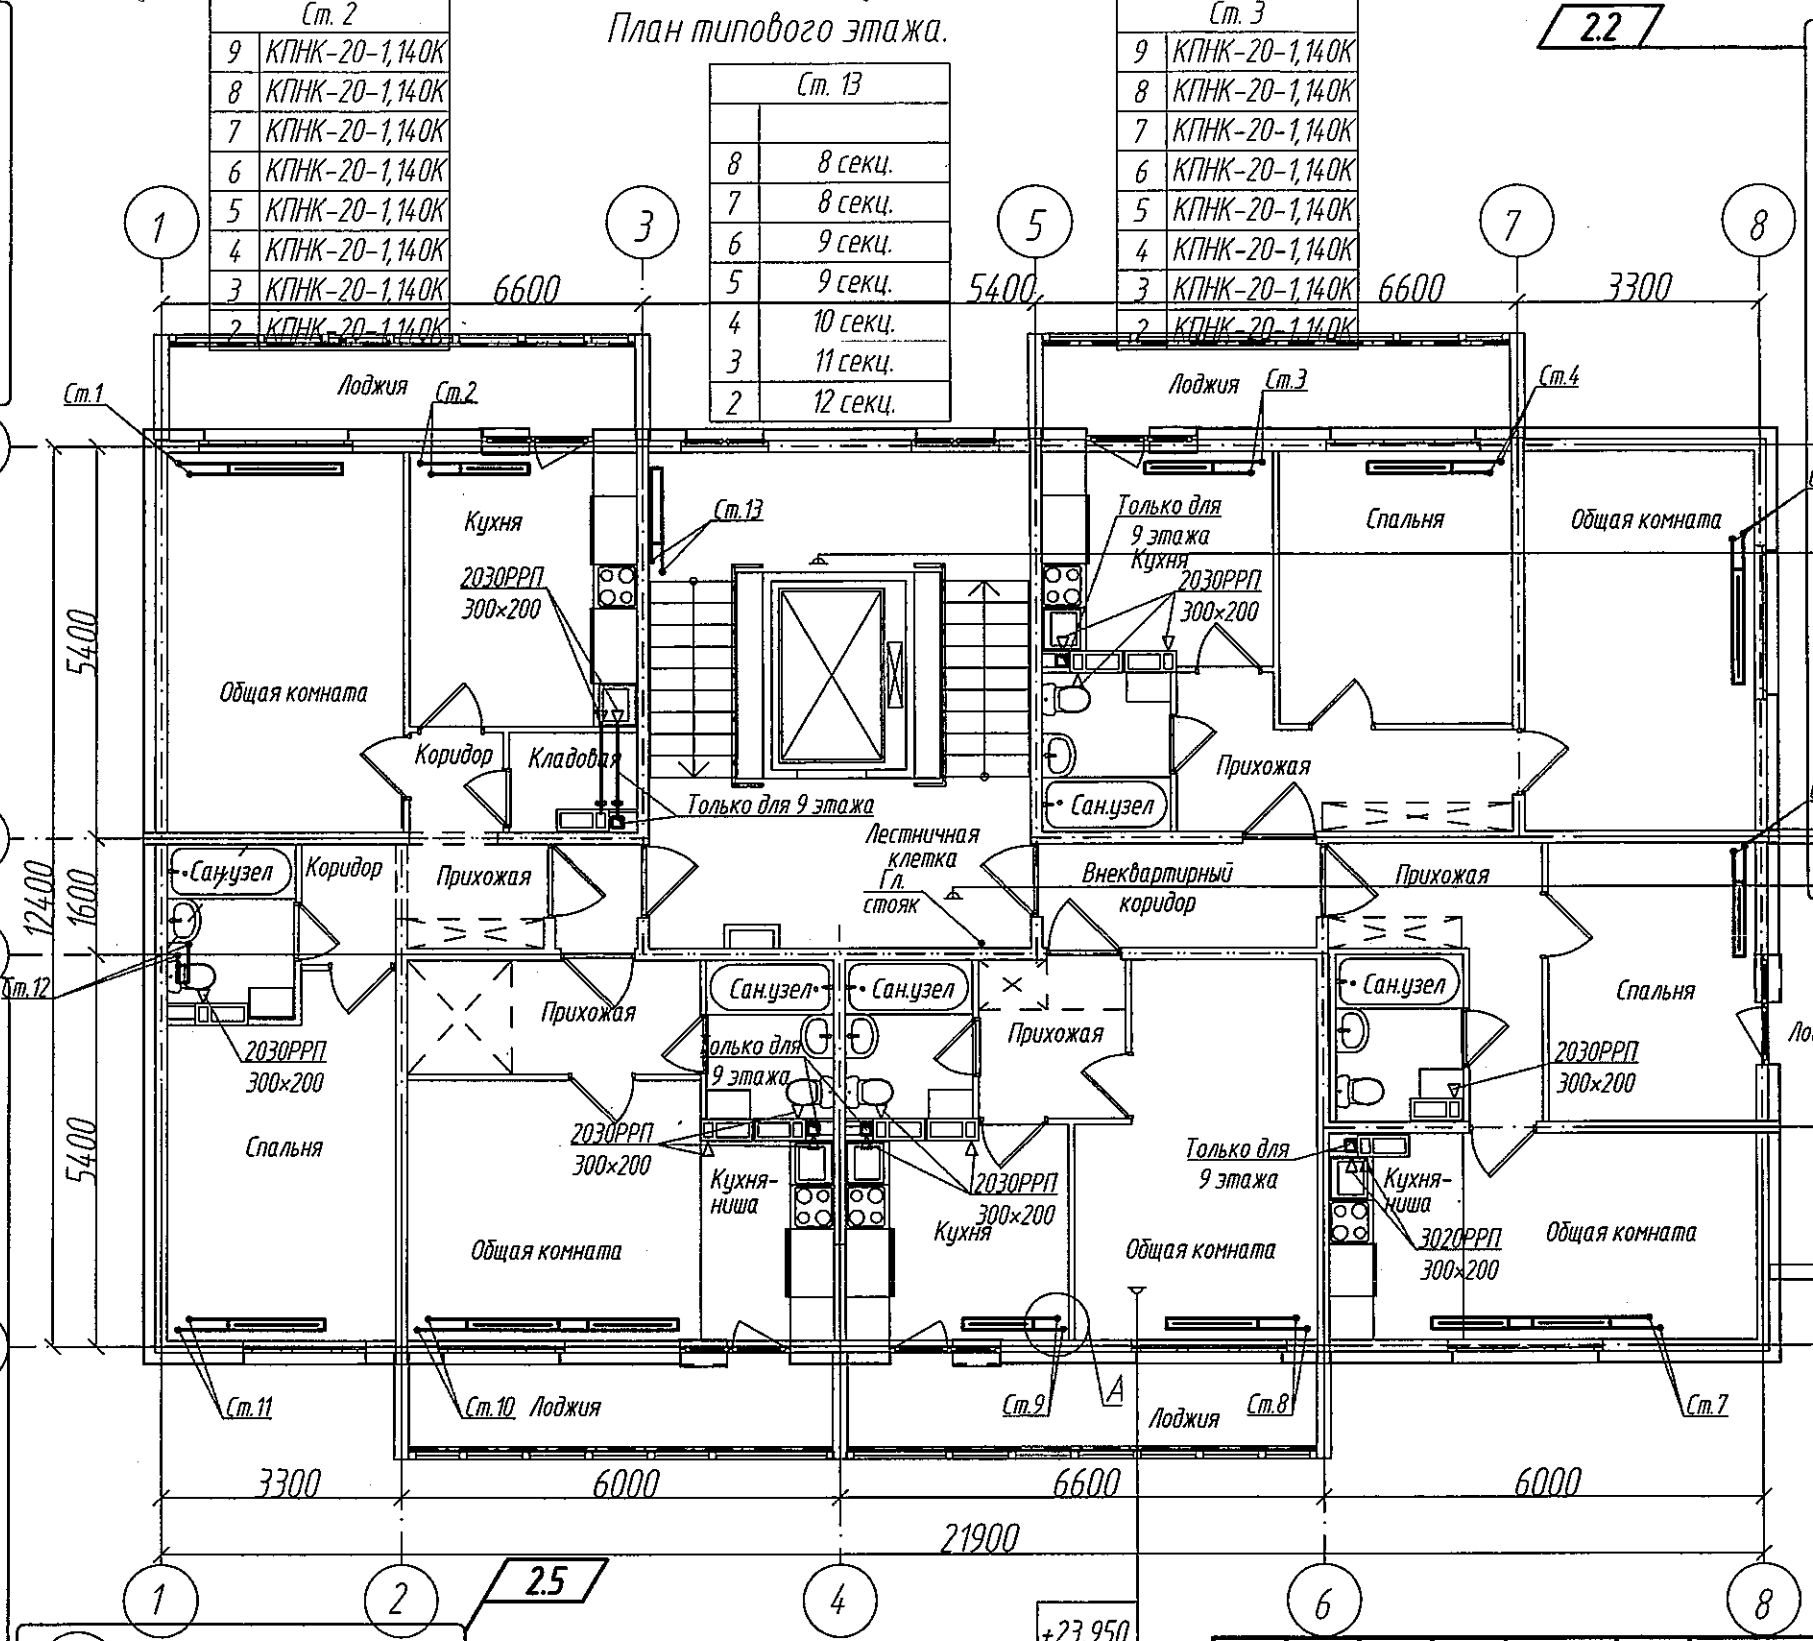 План типового этажа.
2.2
Ст. 2
9 КПНК-20-1,140К
8 КПНК-20-1,140К
7 КПНК-20-1,140К
6 КПНК-20-1,140К
5 КПНК-20-1,140К
4 КПНК-20-1,140К
3 КПНК-20-1,140К
2 КПНК-20-1,140К
Ст. 13
8 8 секц.
7 8 секц.
6 9 секц.
5 9 секц.
4 10 секц.
3 11 секц.
2 12 секц.
Ст. 3
9 КПНК-20-1,140К
8 КПНК-20-1,140К
7 КПНК-20-1,140К
6 КПНК-20-1,140К
5 КПНК-20-1,140К
4 КПНК-20-1,140К
3 КПНК-20-1,140К
2 КПНК-20-1,140К
1
3
5
7
8
6600
5400
6600
3300
Ст.1
Лоджия
Ст.2
Лоджия
Ст.3
Ст.4
Кухня
Ст.13
Только для
9 этажа
Кухня
Спальня
Общая комната
2030РРП
300×200
2030РРП
300×200
5400
Общая комната
Коридор
Кладовая
Только для 9 этажа
Прихожая
Сан.узел
12400
1600
Сан.узел
Коридор
Прихожая
Лестничная
клетка
Гл.
стояк
Внеквартирный
коридор
Прихожая
Ст.12
Прихожая
Сан.узел
Сан.узел
Прихожая
Сан.узел
Спальня
2030РРП
300×200
олько для
9 этажа
2030РРП
300×200
5400
Спальня
2030РРП
300×200
Кухня-
ниша
2030РРП
300×200
Кухня
Только для
9 этажа
Кухня-
ниша
3020РРП
300×200
Общая комната
Общая комната
Общая комната
Ст.11
Ст.10
Лоджия
Ст.9
А
Лоджия
Ст.8
Ст.7
3300
6000
6600
6000
21900
1
2
4
6
8
2.5
+23.950